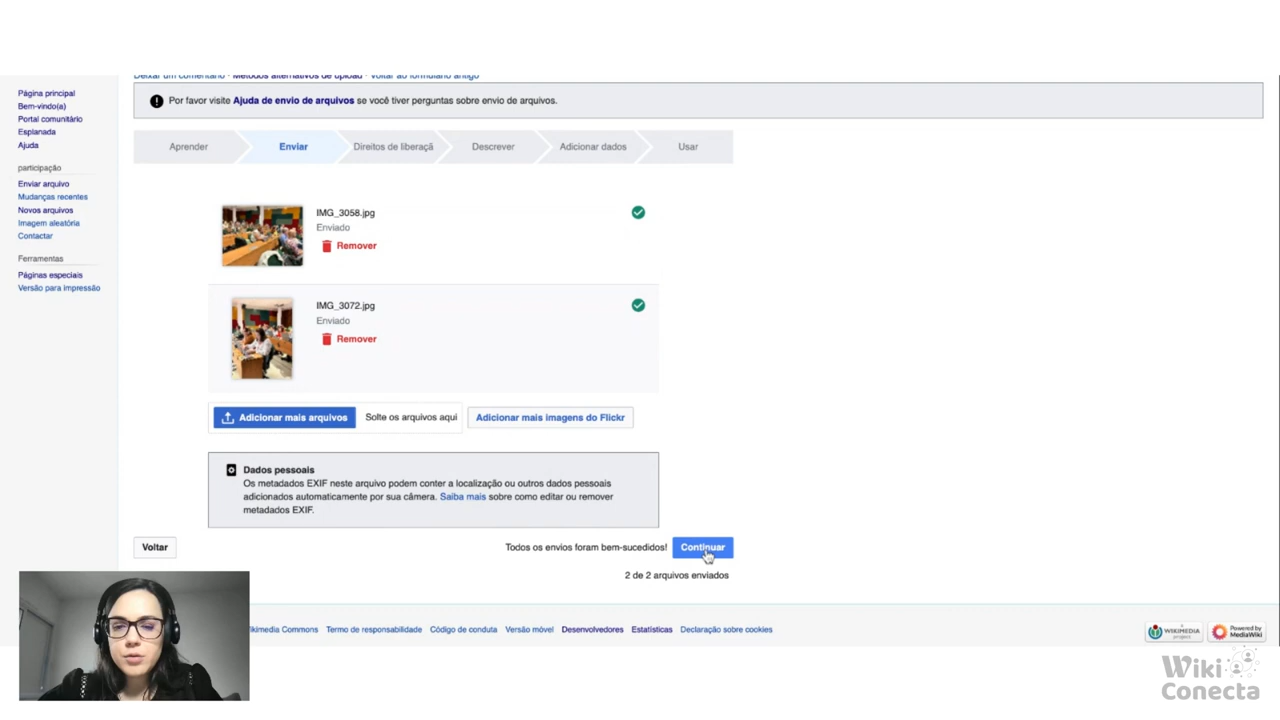 Deixar um comentário · Métodos alternativos de upload · Voltar ao formulário antigo
Por favor visite Ajuda de envio de arquivos se você tiver perguntas sobre envio de arquivos.
Página principal
Bem-vindo(a)
Portal comunitário
Esplanada
Ajuda
participação
Enviar arquivo
Mudanças recentes
Novos arquivos
Imagem aleatória
Contactar
Ferramentas
Páginas especiais
Versão para impressão
Aprender
Enviar
Direitos de liberaçã
Descrever
Adicionar dados
Usar
IMG_3058.jpg
Enviado
Remover
IMG_3072.jpg
Enviado
Remover
Adicionar mais arquivos
Solte os arquivos aqui
Adicionar mais imagens do Flickr
Dados pessoais
Os metadados EXIF neste arquivo podem conter a localização ou outros dados pessoais
adicionados automaticamente por sua câmera. Saiba mais sobre como editar ou remover
metadados EXIF.
Voltar
Todos os envios foram bem-sucedidos!
Continuar
2 de 2 arquivos enviados
ikimedia Commons
Termo de responsabilidade
Código de conduta
Versão móvel
Desenvolvedores
Estatísticas
Declaração sobre cookies
WIKIMEDIA
project
Powered by
MediaWiki
Wiki
Conecta